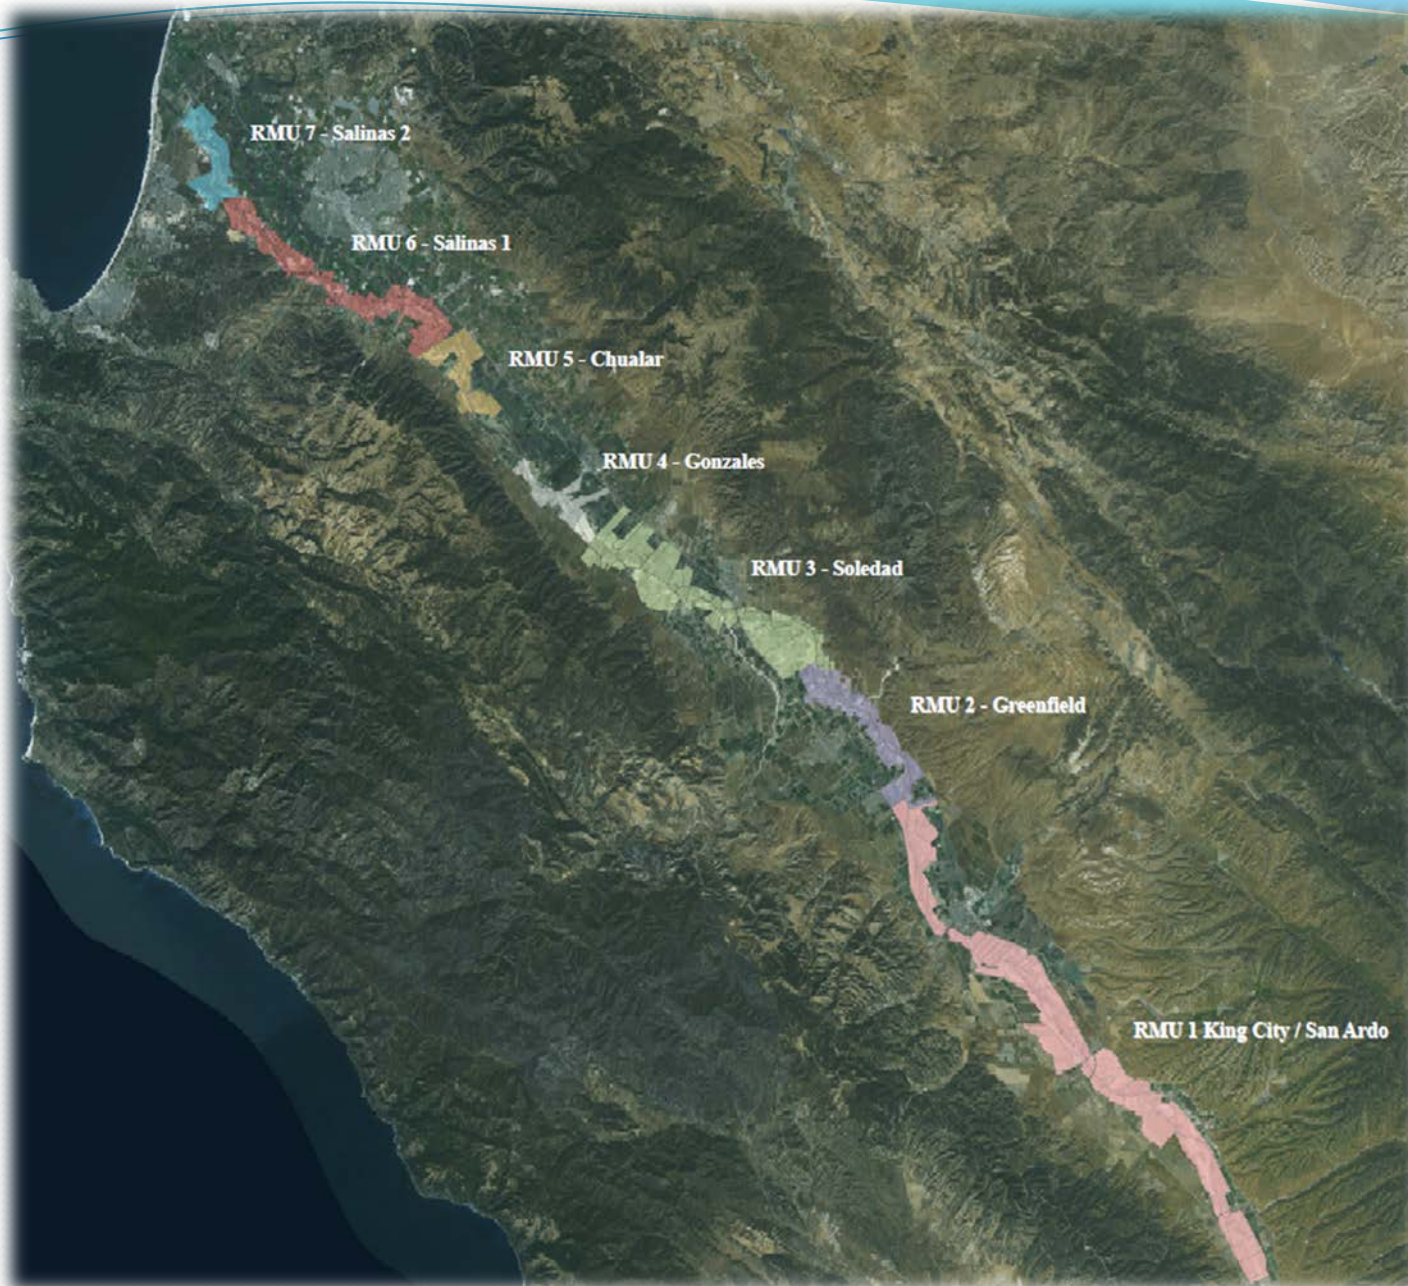 RMU 7 - Salinas 2
RMU 6 - Salinas 1
RMU 5 - Chualar
RMU 4 - Gonzales
RMU 3 - Soledad
RMU 2 - Greenfield
RMU 1 King City / San Ardo